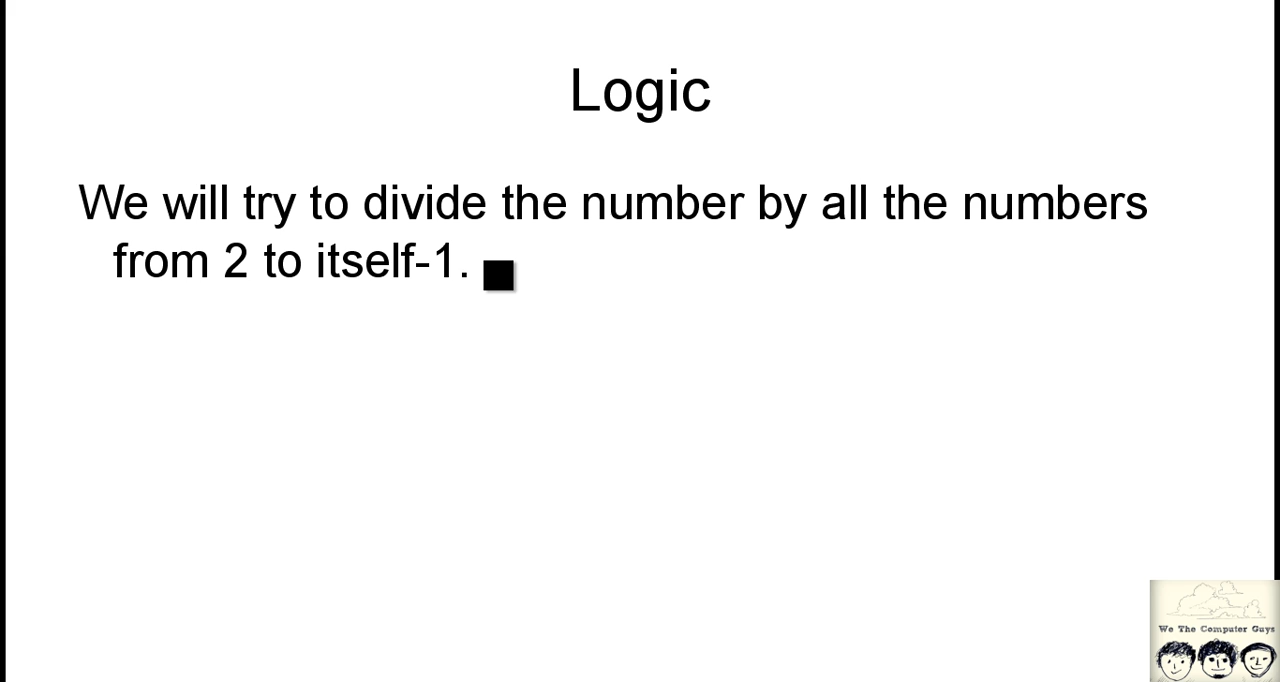 Logic
We will try to divide the number by all the numbers
from 2 to itself-1.
We The Computer Guys